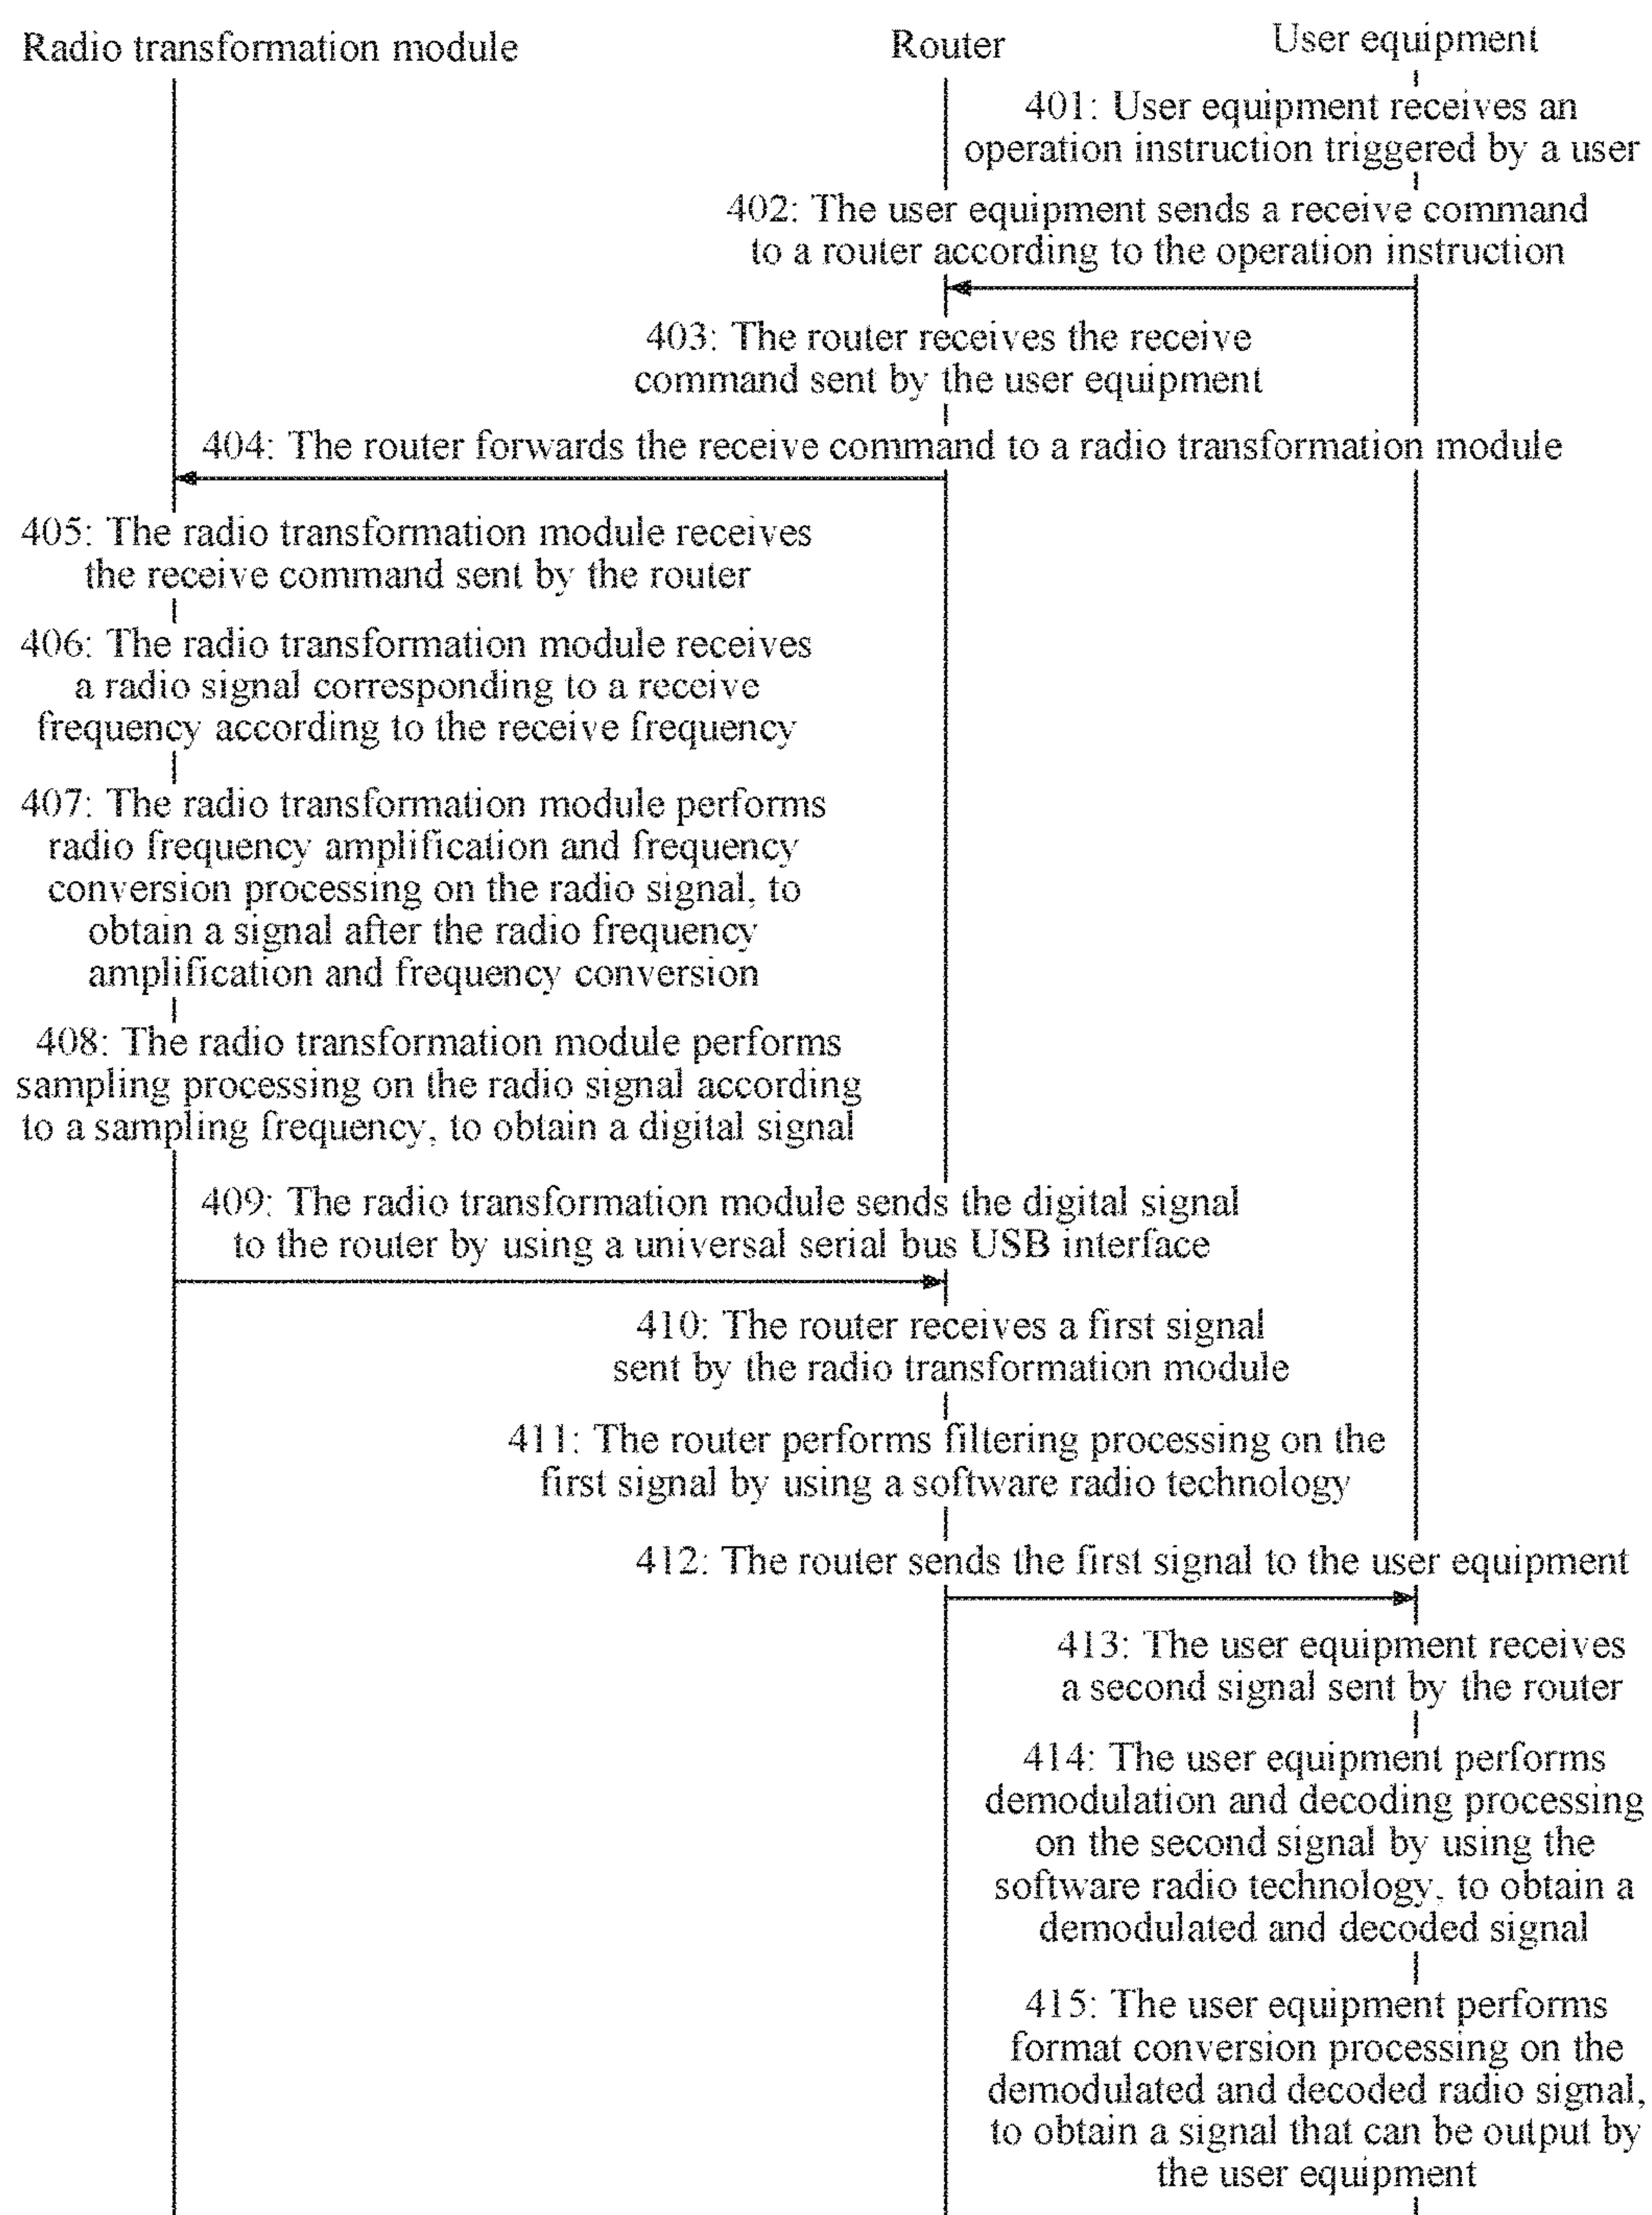 Radio transformation module
Router
User equipment
401: User equipment receives an
operation instruction triggered by a user
402: The user equipment sends a receive command
to a router according to the operation instruction
403: The router receives the receive
command sent by the user equipment
404: The router forwards the receive command to a radio transformation module
405: The radio transformation module receives
the receive command sent by the router
406: The radio transformation module receives
a radio signal corresponding to a receive
frequency according to the receive frequency
407: The radio transformation module performs
radio frequency amplification and frequency
conversion processing on the radio signal, to
obtain a signal after the radio frequency
amplification and frequency conversion
408: The radio transformation module performs
sampling processing on the radio signal according
to a sampling frequency, to obtain a digital signal
409: The radio transformation module sends the digital signal
to the router by using a universal serial bus USB interface
410: The router receives a first signal
sent by the radio transformation module
411: The router performs filtering processing on the
first signal by using a software radio technology
412: The router sends the first signal to the user equipment
413: The user equipment receives
a second signal sent by the router
414: The user equipment performs
demodulation and decoding processing
on the second signal by using the
software radio technology, to obtain a
demodulated and decoded signal
415: The user equipment performs
format conversion processing on the
demodulated and decoded radio signal,
to obtain a signal that can be output by
the user equipment